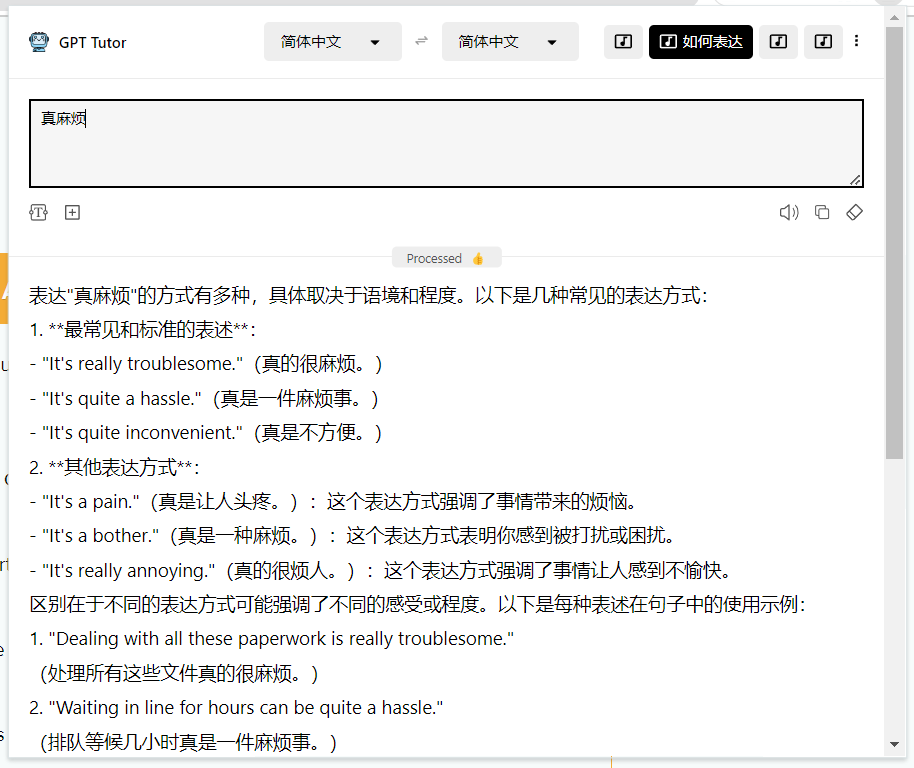 GPT Tutor
简体中文
简体中文
如何表达
真麻烦
Processed 👍
表达"真麻烦"的方式有多种，具体取决于语境和程度。以下是几种常见的表达方式：
1. **最常见和标准的表述**：
- "It's really troublesome."（真的很麻烦。）
- "It's quite a hassle."（真是一件麻烦事。）
- "It's quite inconvenient."（真是不方便。）
2. **其他表达方式**：
- "It's a pain."（真是让人头疼。）：这个表达方式强调了事情带来的烦恼。
- "It's a bother."（真是一种麻烦。）：这个表达方式表明你感到被打扰或困扰。
- "It's really annoying."（真的很烦人。）：这个表达方式强调了事情让人感到不愉快。
区别在于不同的表达方式可能强调了不同的感受或程度。以下是每种表述在句子中的使用示例：
1. "Dealing with all these paperwork is really troublesome."
（处理所有这些文件真的很麻烦。）
2. "Waiting in line for hours can be quite a hassle."
（排队等候几小时真是一件麻烦事。）